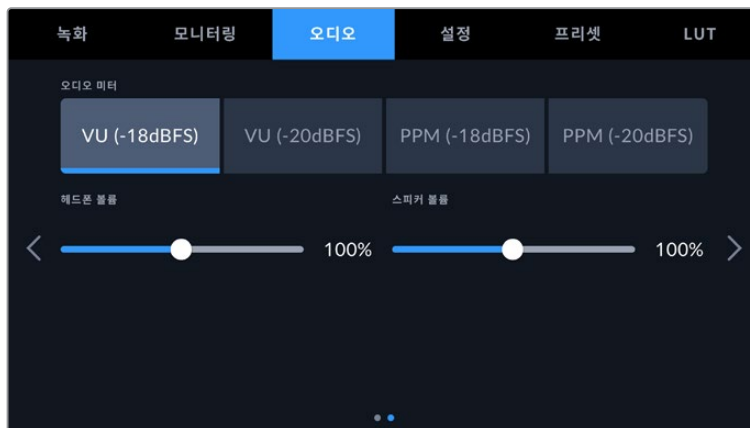 녹화 모니터링 오디오 설정 프리셋 LUT
오디오 미터
VU (-18dBFS) VU (-20dBFS) PPM (-18dBFS) PPM (-20dBFS)
헤드폰 볼륨 스피커 볼륨
100% 100%